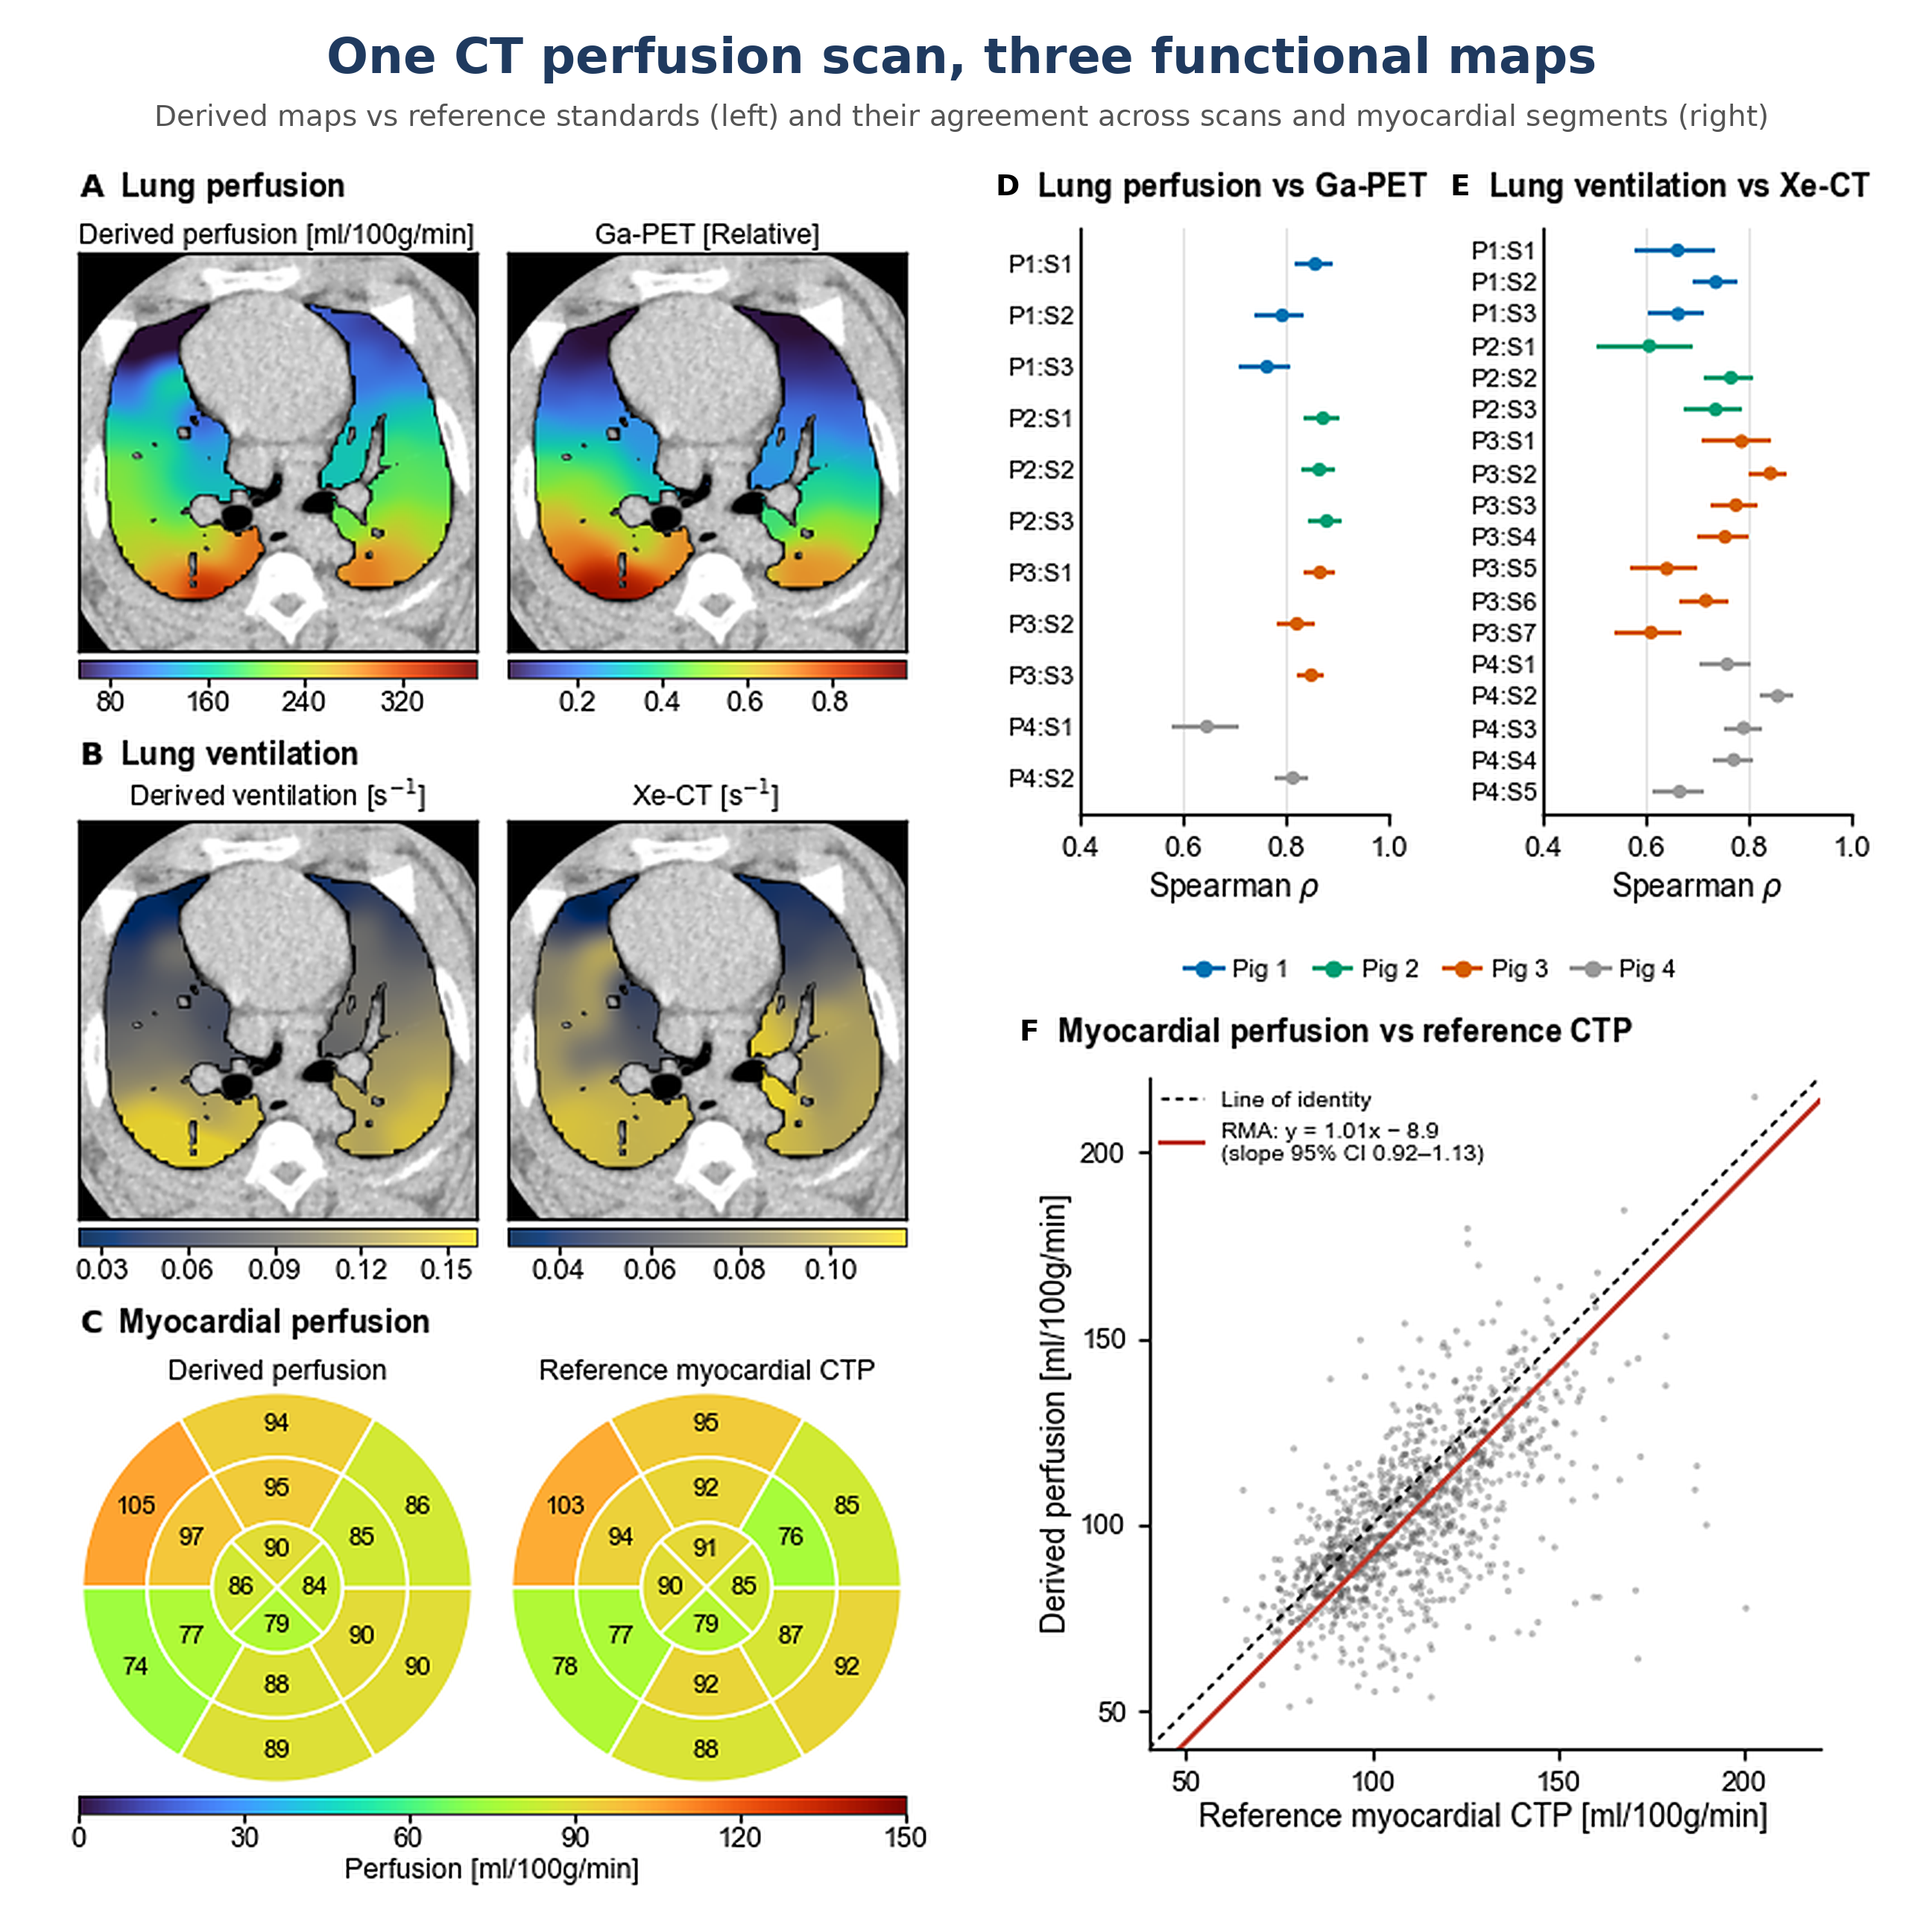 One CT perfusion scan, three functional maps
Derived maps vs reference standards (left) and their agreement across scans and myocardial segments (right)
A Lung perfusion
Derived perfusion [ml/100g/min]
Ga-PET [Relative]
80 160 240 320
0.2 0.4 0.6 0.8
B Lung ventilation
Derived ventilation [s⁻¹]
Xe-CT [s⁻¹]
0.03 0.06 0.09 0.12 0.15
0.04 0.06 0.08 0.10
C Myocardial perfusion
Derived perfusion
94
105
95
86
97
85
90
86
84
79
77
90
74
88
90
89
Reference myocardial CTP
95
103
92
85
94
76
91
90
85
79
77
87
78
92
92
88
0 30 60 90 120 150
Perfusion [ml/100g/min]
D Lung perfusion vs Ga-PET
P1:S1
P1:S2
P1:S3
P2:S1
P2:S2
P2:S3
P3:S1
P3:S2
P3:S3
P4:S1
P4:S2
0.4 0.6 0.8 1.0
Spearman ρ
E Lung ventilation vs Xe-CT
P1:S1
P1:S2
P1:S3
P2:S1
P2:S2
P2:S3
P3:S1
P3:S2
P3:S3
P3:S4
P3:S5
P3:S6
P3:S7
P4:S1
P4:S2
P4:S3
P4:S4
P4:S5
0.4 0.6 0.8 1.0
Spearman ρ
Pig 1 Pig 2 Pig 3 Pig 4
F Myocardial perfusion vs reference CTP
Line of identity
RMA: y = 1.01x − 8.9
(slope 95% CI 0.92–1.13)
Derived perfusion [ml/100g/min]
200
150
100
50
50 100 150 200
Reference myocardial CTP [ml/100g/min]